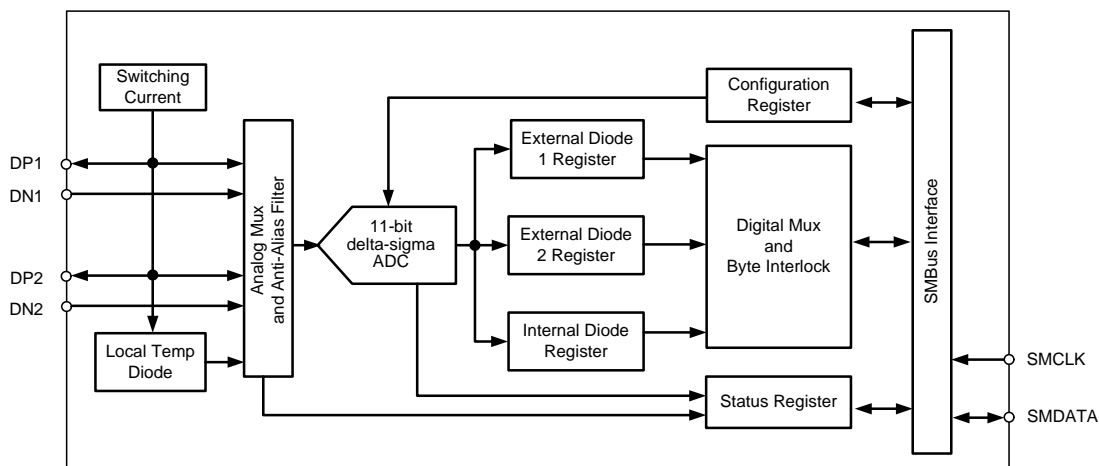 Switching
Current
Configuration
Register
DP1
DN1
DP2
DN2
Analog Mux
and Anti-Alias Filter
11-bit
delta-sigma
ADC
External Diode
1 Register
External Diode
2 Register
Internal Diode
Register
Digital Mux
and
Byte Interlock
SMBus Interface
Local Temp
Diode
Status Register
SMCLK
SMDATA